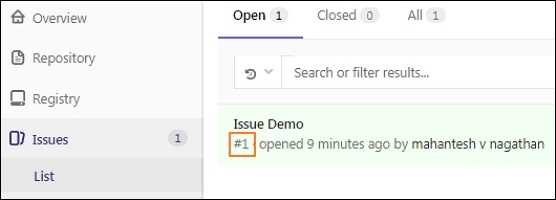 Overview
Repository
Registry
Issues 1
List
Open 1 Closed 0 All 1
Search or filter results...
Issue Demo
#1 · opened 9 minutes ago by mahantesh v nagathan